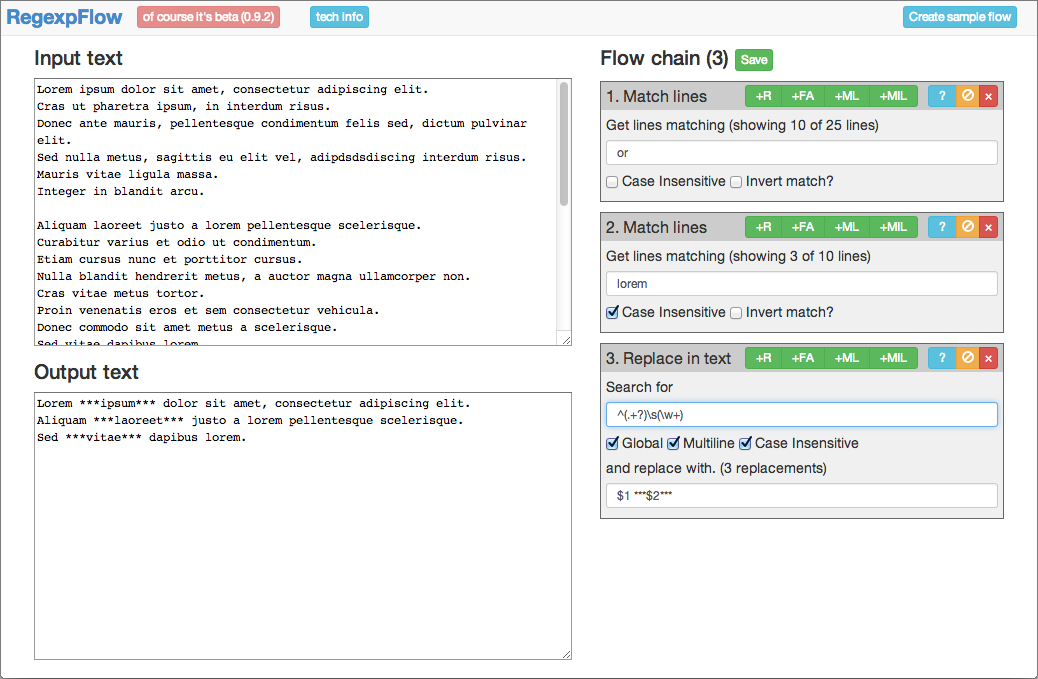 RegexpFlow of course it's beta (0.9.2) tech info Create sample flow
Input text
Lorem ipsum dolor sit amet, consectetur adipiscing elit.
Cras ut pharetra ipsum, in interdum risus.
Donec ante mauris, pellentesque condimentum felis sed, dictum pulvinar
elit.
Sed nulla metus, sagittis eu elit vel, adipdsdsdiscing interdum risus.
Mauris vitae ligula massa.
Integer in blandit arcu.
Aliquam laoreet justo a lorem pellentesque scelerisque.
Curabitur varius et odio ut condimentum.
Etiam cursus nunc et porttitor cursus.
Nulla blandit hendrerit metus, a auctor magna ullamcorper non.
Cras vitae metus tortor.
Proin venenatis eros et sem consectetur vehicula.
Donec commodo sit amet metus a scelerisque.
Sed vitae dapibus lorem.
Output text
Lorem ***ipsum*** dolor sit amet, consectetur adipiscing elit.
Aliquam ***laoreet*** justo a lorem pellentesque scelerisque.
Sed ***vitae*** dapibus lorem.
Flow chain (3) Save
1. Match lines +R +FA +ML +MIL ? ×
Get lines matching (showing 10 of 25 lines)
or
Case Insensitive Invert match?
2. Match lines +R +FA +ML +MIL ? ×
Get lines matching (showing 3 of 10 lines)
lorem
Case Insensitive Invert match?
3. Replace in text +R +FA +ML +MIL ? ×
Search for
^(.+?)\s(\w+)
Global Multiline Case Insensitive
and replace with. (3 replacements)
$1 ***$2***